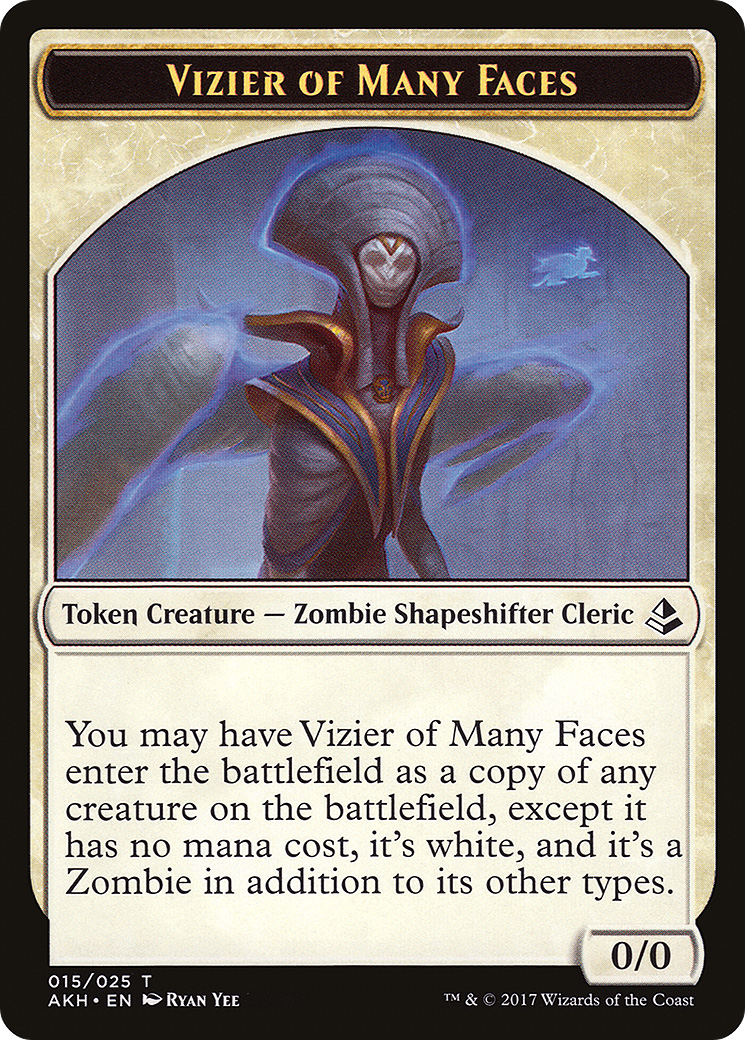 Vizier of Many Faces
Token Creature — Zombie Shapeshifter Cleric
You may have Vizier of Many Faces
enter the battlefield as a copy of any
creature on the battlefield, except it
has no mana cost, it's white, and it's a
Zombie in addition to its other types.
0/0
015/025 T
AKH • EN Ryan Yee
™ & © 2017 Wizards of the Coast